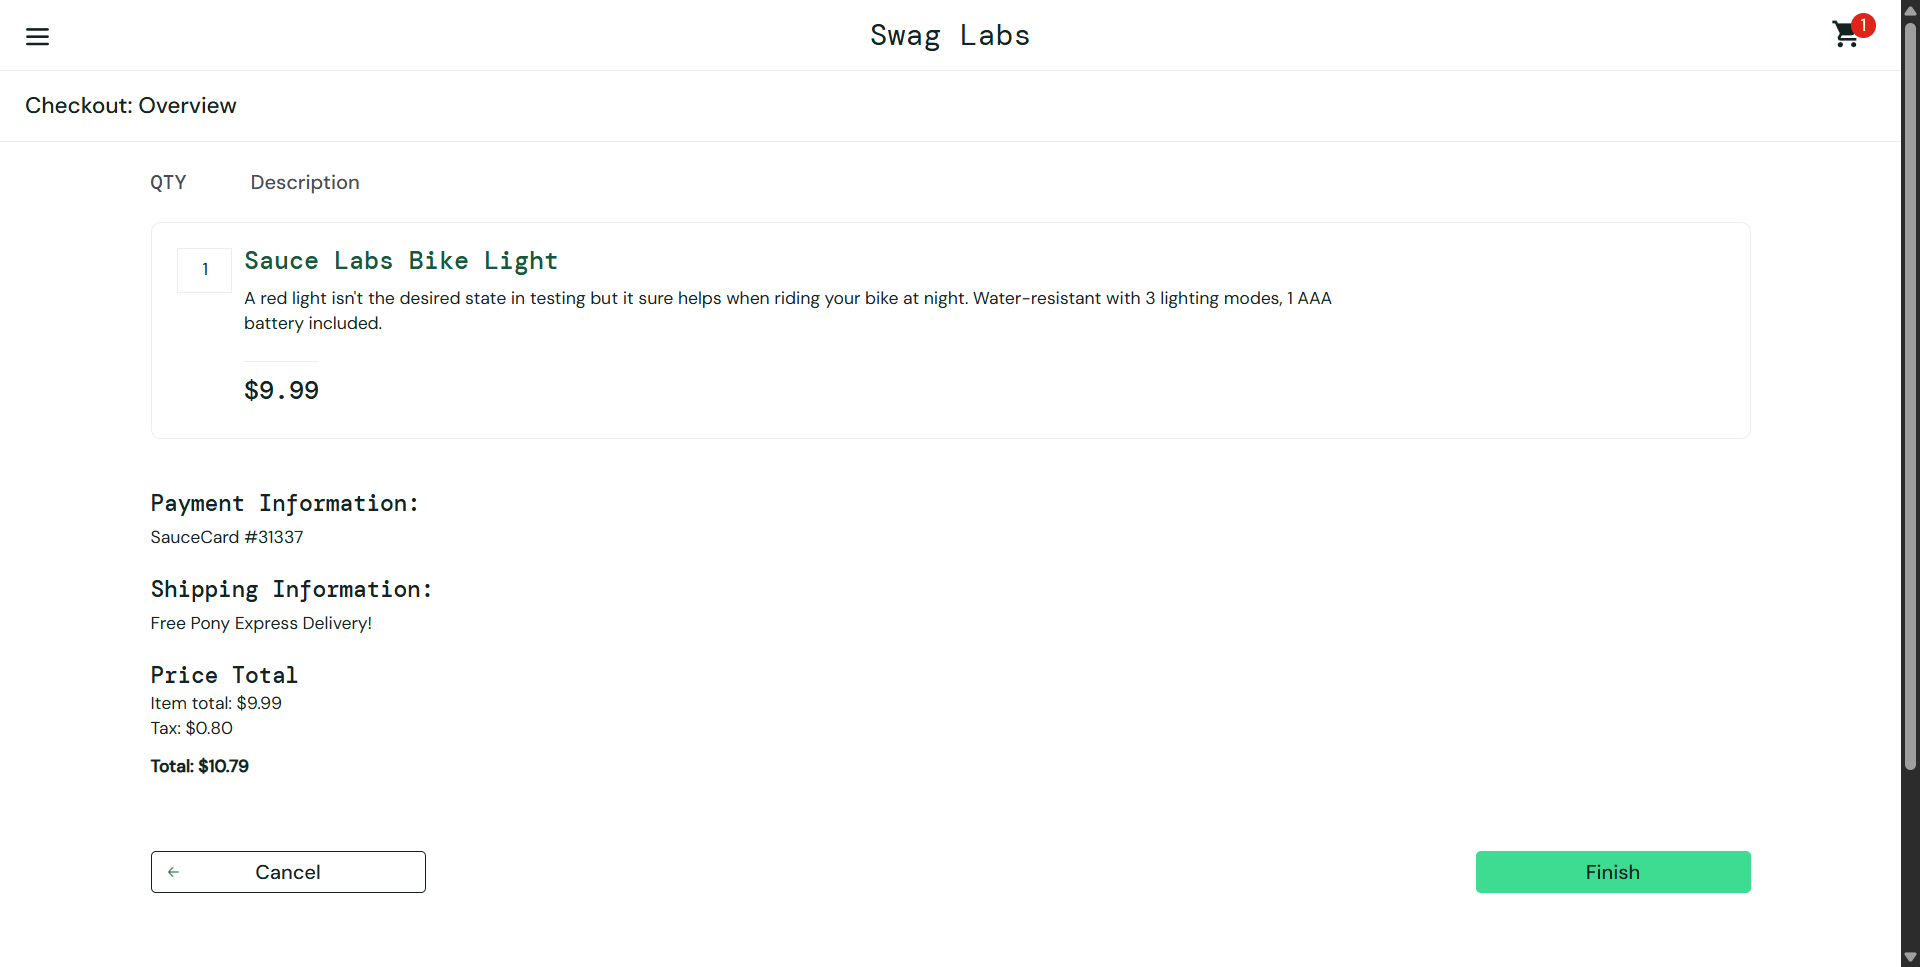 Swag Labs
1
Checkout: Overview
QTY Description
1
Sauce Labs Bike Light
A red light isn't the desired state in testing but it sure helps when riding your bike at night. Water-resistant with 3 lighting modes, 1 AAA
battery included.
$9.99
Payment Information:
SauceCard #31337
Shipping Information:
Free Pony Express Delivery!
Price Total
Item total: $9.99
Tax: $0.80
Total: $10.79
Cancel
Finish